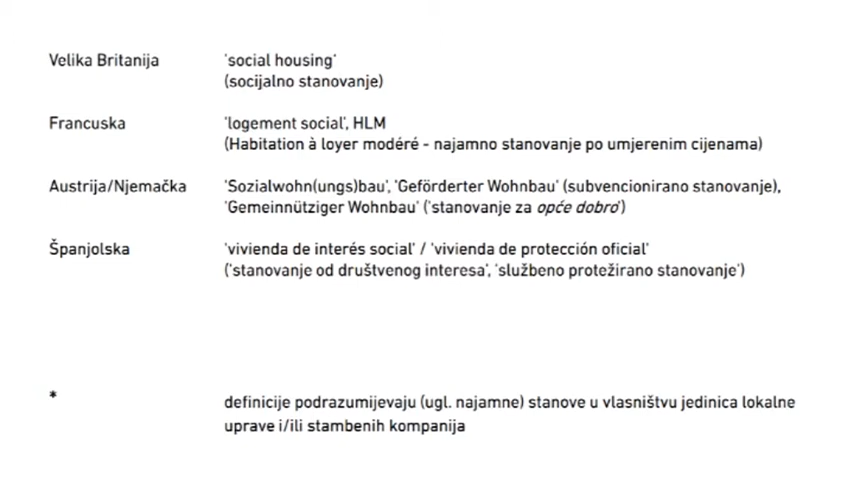 Velika Britanija 'social housing'
(socijalno stanovanje)
Francuska 'logement social', HLM
(Habitation à loyer modéré - najamno stanovanje po umjerenim cijenama)
Austrija/Njemačka 'Sozialwohn(ungs)bau', 'Geförderter Wohnbau' (subvencionirano stanovanje),
'Gemeinnütziger Wohnbau' ('stanovanje za opće dobro')
Španjolska 'vivienda de interés social' / 'vivienda de protección oficial'
('stanovanje od društvenog interesa', 'službeno protežirano stanovanje')
* definicije podrazumijevaju (ugl. najamne) stanove u vlasništvu jedinica lokalne
uprave i/ili stambenih kompanija